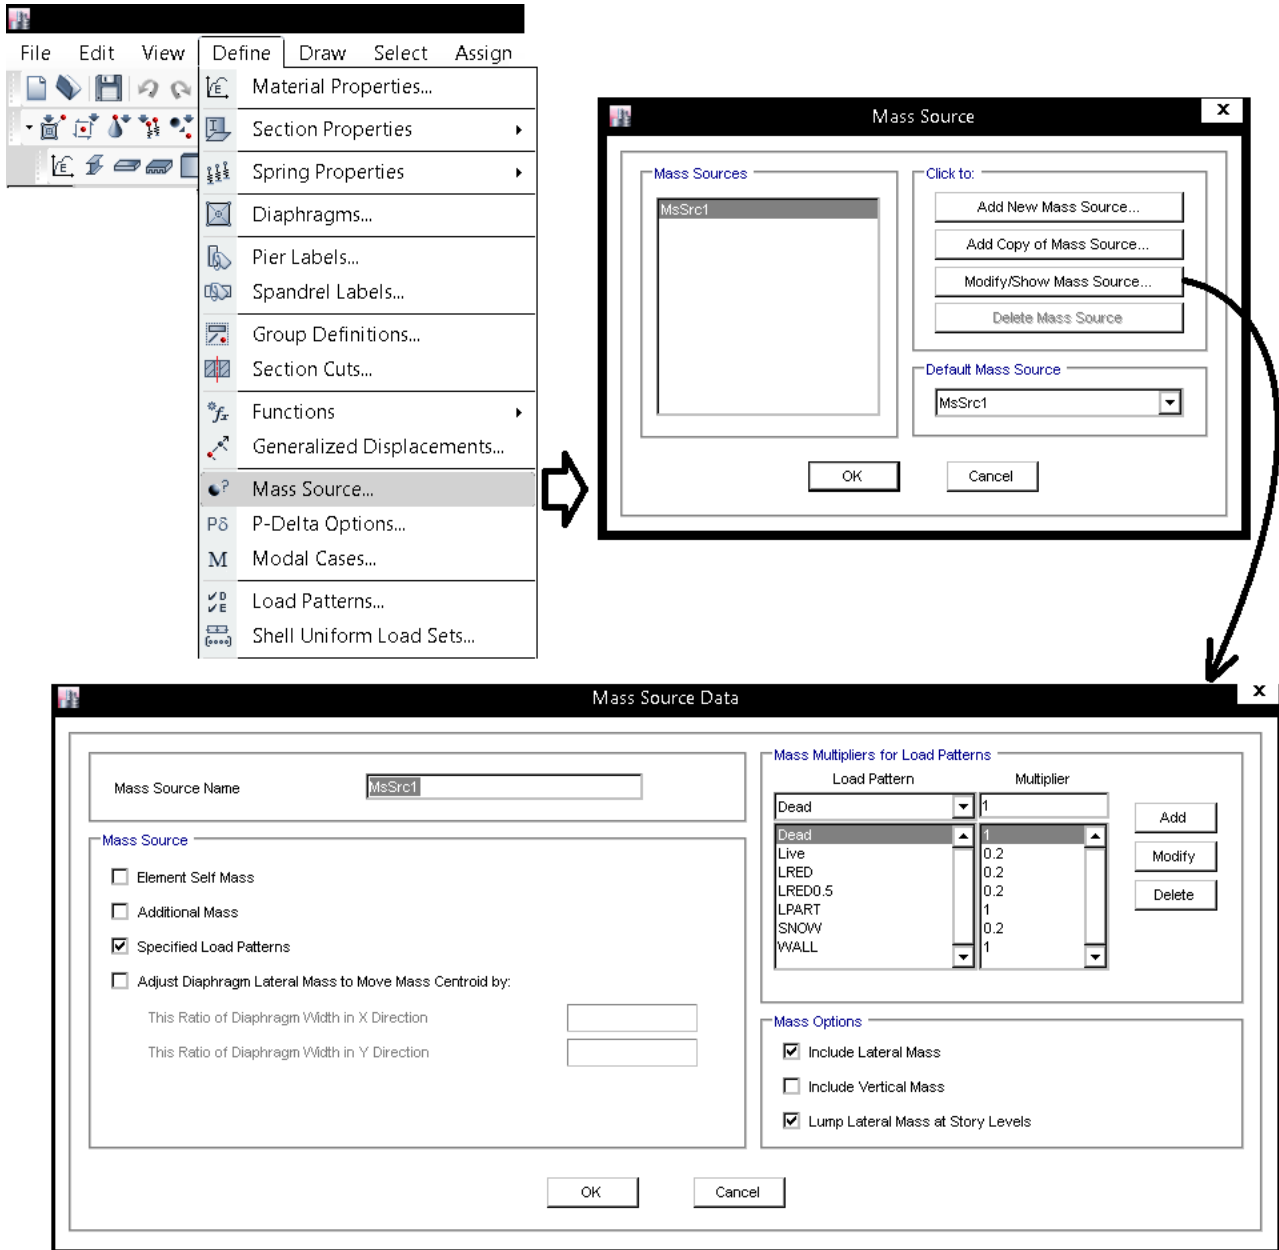 File Edit View Define Draw Select Assign
Material Properties...
Section Properties
Spring Properties
Diaphragms...
Pier Labels...
Spandrel Labels...
Group Definitions...
Section Cuts...
Functions
Generalized Displacements...
Mass Source...
Pδ P-Delta Options...
M Modal Cases...
D E Load Patterns...
Shell Uniform Load Sets...
Mass Source x
Mass Sources
MsSrc1
Click to:
Add New Mass Source...
Add Copy of Mass Source...
Modify/Show Mass Source...
Delete Mass Source
Default Mass Source
MsSrc1
OK Cancel
Mass Source Data x
Mass Source Name MsSrc1
Mass Source
Element Self Mass
Additional Mass
Specified Load Patterns
Adjust Diaphragm Lateral Mass to Move Mass Centroid by:
This Ratio of Diaphragm Width in X Direction
This Ratio of Diaphragm Width in Y Direction
Mass Multipliers for Load Patterns
Load Pattern Multiplier
Dead 1
Dead 1
Live 0.2
LRED 0.2
LRED0.5 0.2
LPART 1
SNOW 0.2
WALL 1
Add
Modify
Delete
Mass Options
Include Lateral Mass
Include Vertical Mass
Lump Lateral Mass at Story Levels
OK Cancel